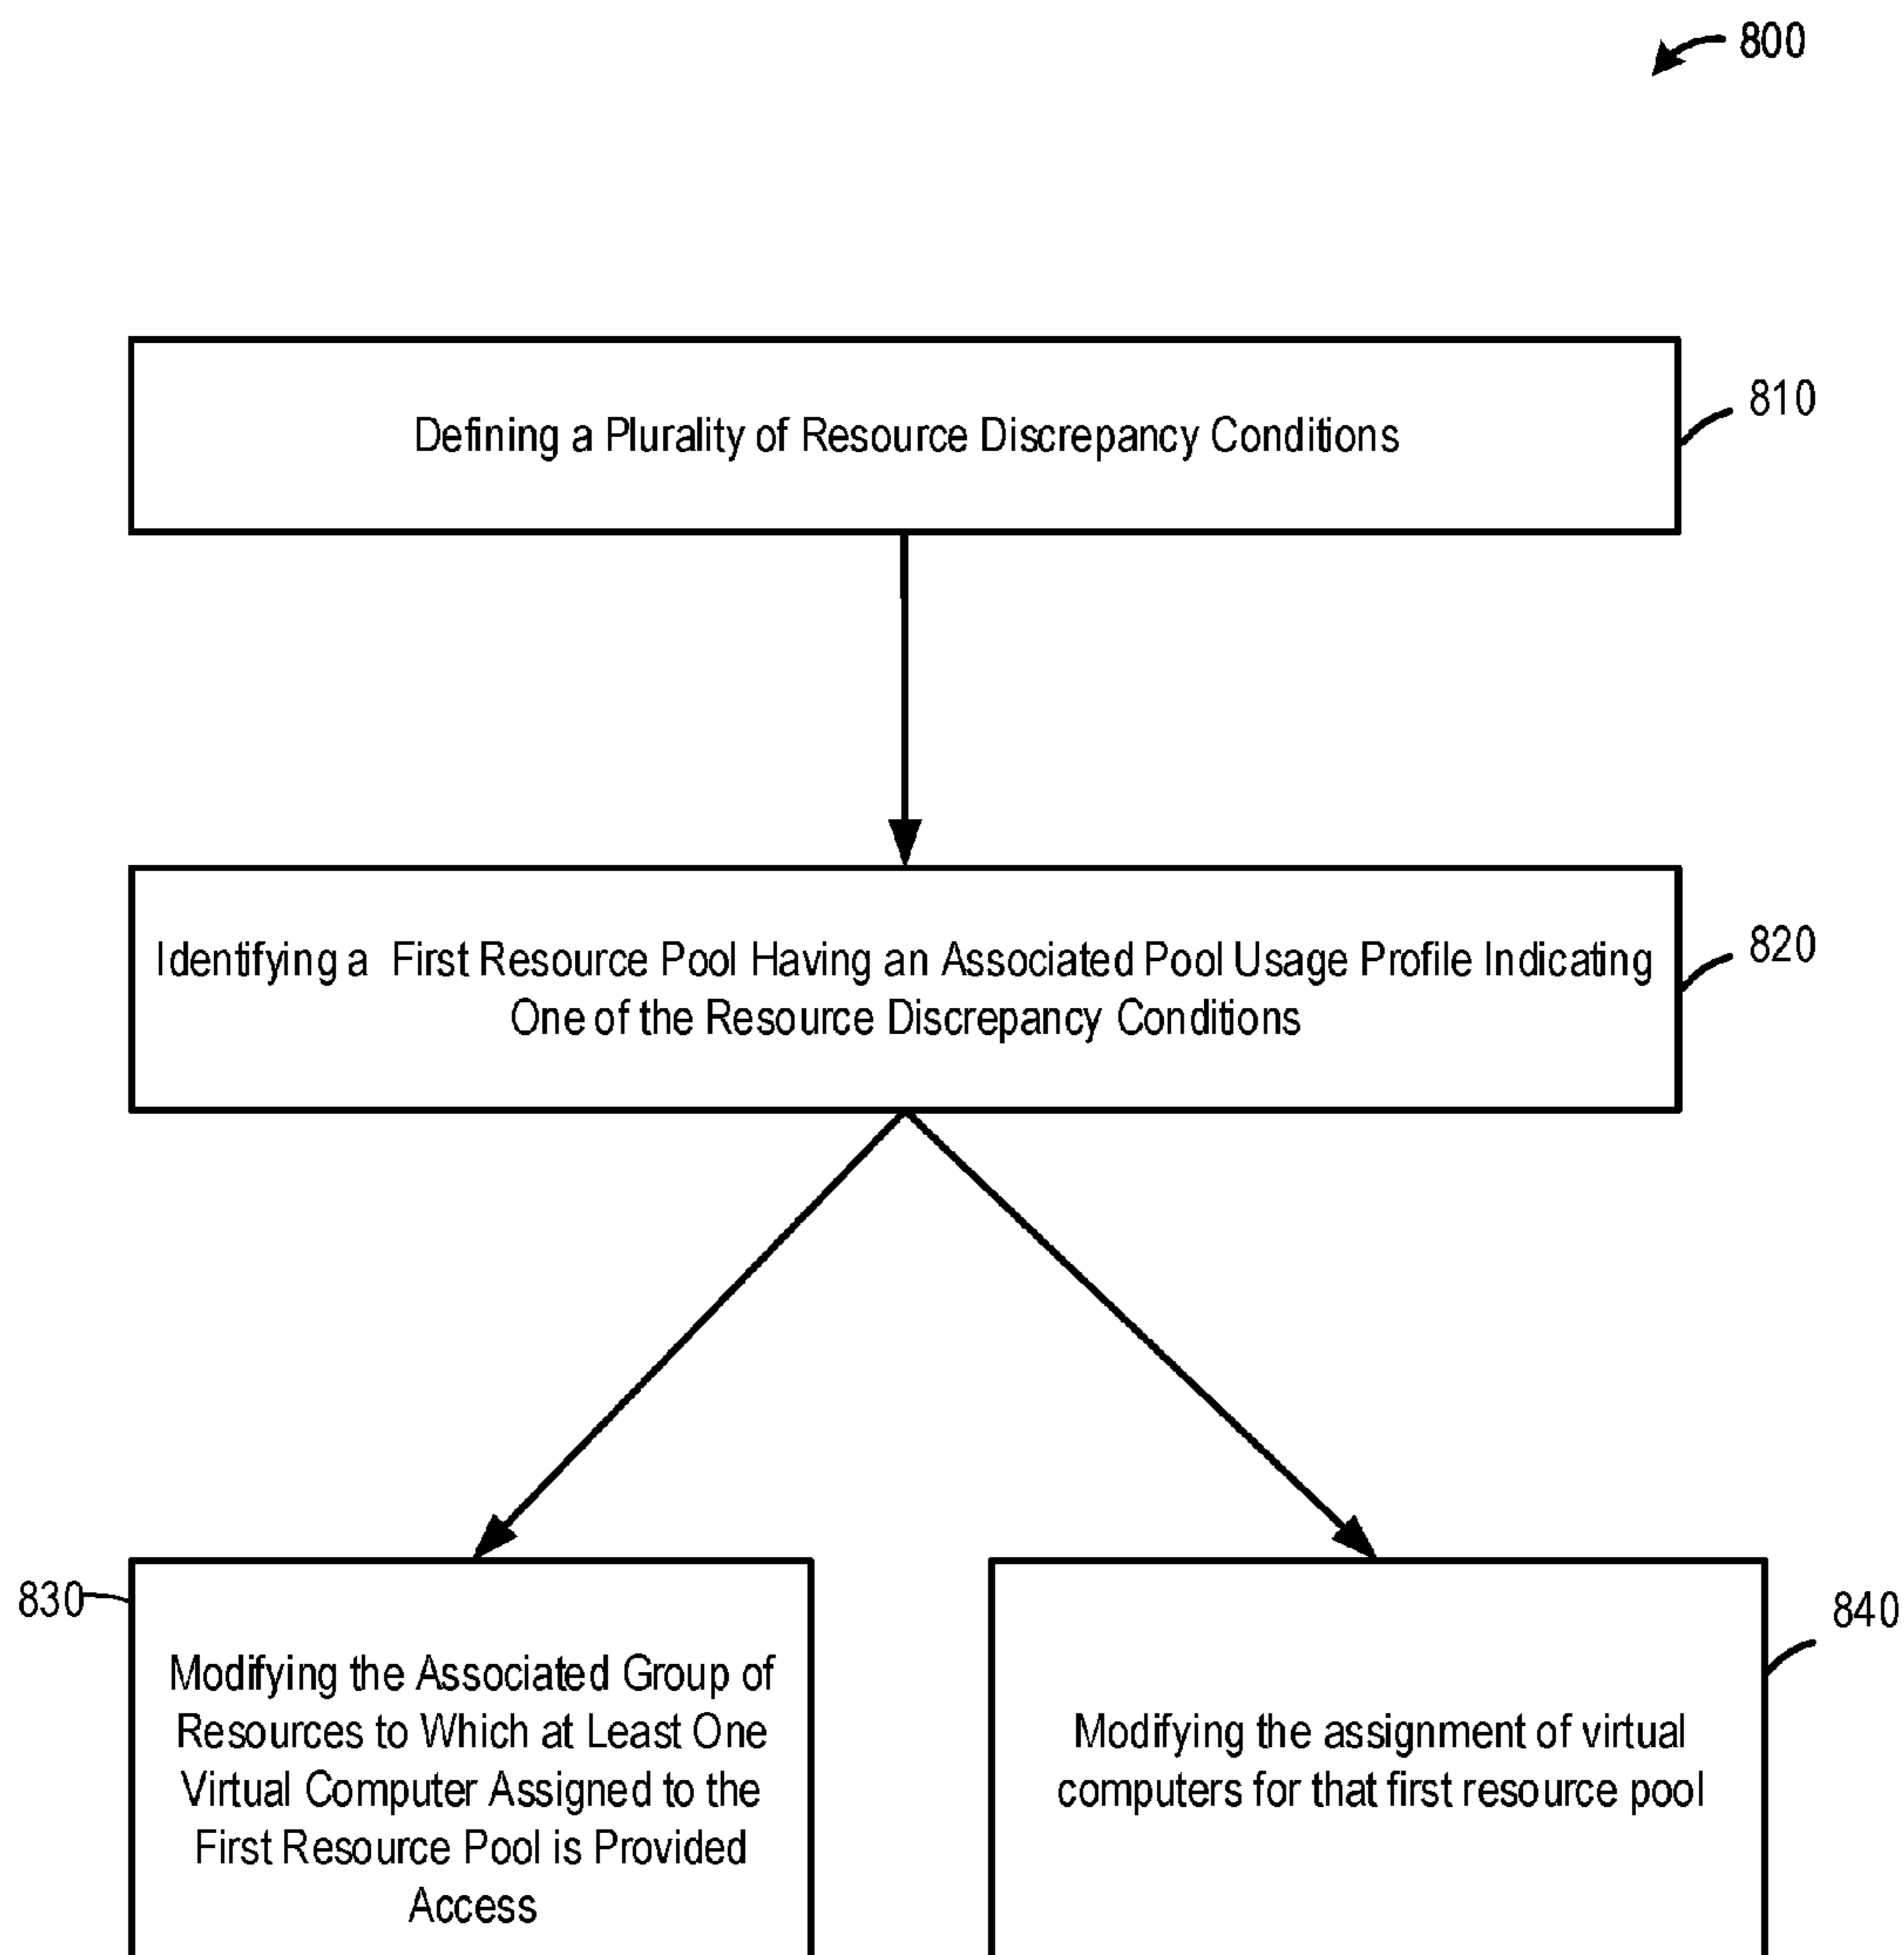 800
Defining a Plurality of Resource Discrepancy Conditions
810
Identifying a First Resource Pool Having an Associated Pool Usage Profile Indicating
One of the Resource Discrepancy Conditions
820
830
Modifying the Associated Group of
Resources to Which at Least One
Virtual Computer Assigned to the
First Resource Pool is Provided
Access
840
Modifying the assignment of virtual
computers for that first resource pool